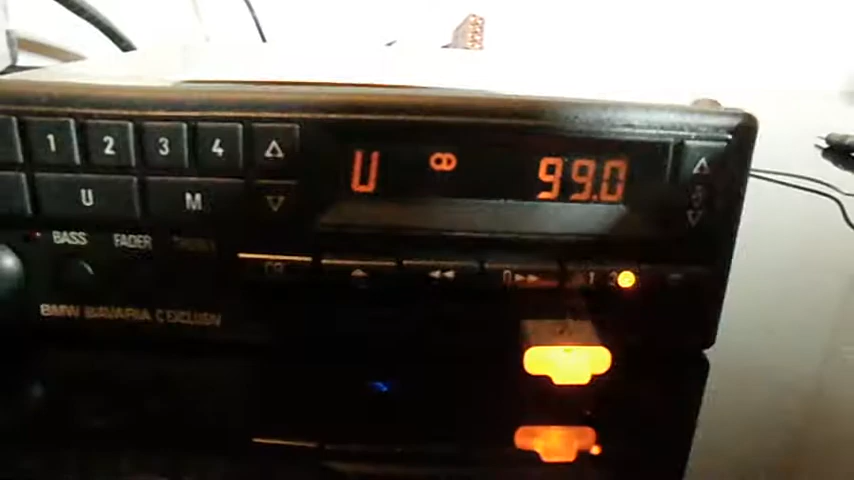 1 2 3 4
U 99.0
U M
BASS FADER
BMW BAVARIA C EXCLUSIV